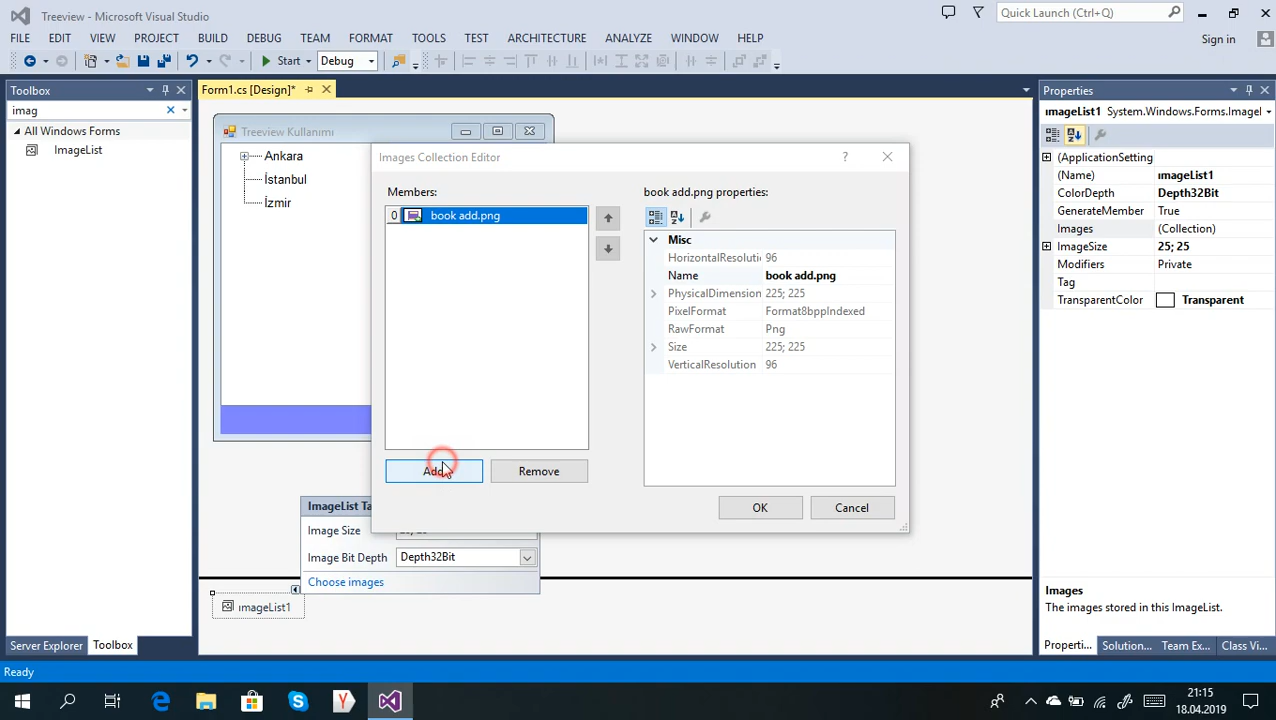 Treeview - Microsoft Visual Studio
Quick Launch (Ctrl+Q)
FILE EDIT VIEW PROJECT BUILD DEBUG TEAM FORMAT TOOLS TEST ARCHITECTURE ANALYZE WINDOW HELP
Sign in
Start Debug
Toolbox
imag
All Windows Forms
ImageList
Server Explorer Toolbox
Form1.cs [Design]*
Treeview Kullanımı
Ankara
İstanbul
İzmir
Images Collection Editor
Members:
0 book add.png
Add Remove
book add.png properties:
Misc
HorizontalResoluti 96
Name book add.png
PhysicalDimension 225; 225
PixelFormat Format8bppIndexed
RawFormat Png
Size 225; 225
VerticalResolution 96
OK Cancel
ImageList Ta
Image Size
Image Bit Depth Depth32Bit
Choose images
ımageList1
Properties
ımageList1 System.Windows.Forms.ImageI
(ApplicationSetting
(Name) ımageList1
ColorDepth Depth32Bit
GenerateMember True
Images (Collection)
ImageSize 25; 25
Modifiers Private
Tag
TransparentColor Transparent
Images
The images stored in this ImageList.
Properti... Solution... Team Ex... Class Vi...
Ready
21:15
18.04.2019